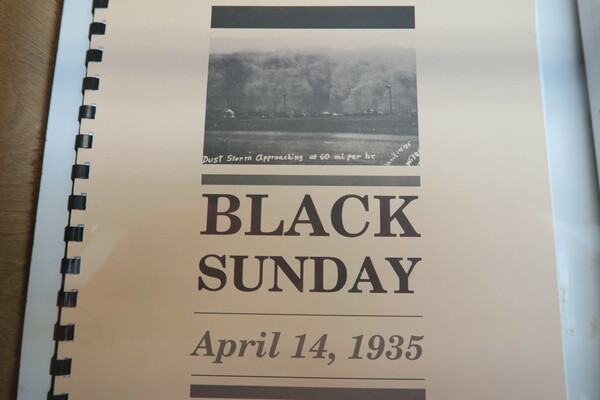 Dust Storm Approaching at 60 mi. per hr.
BLACK
SUNDAY
April 14, 1935